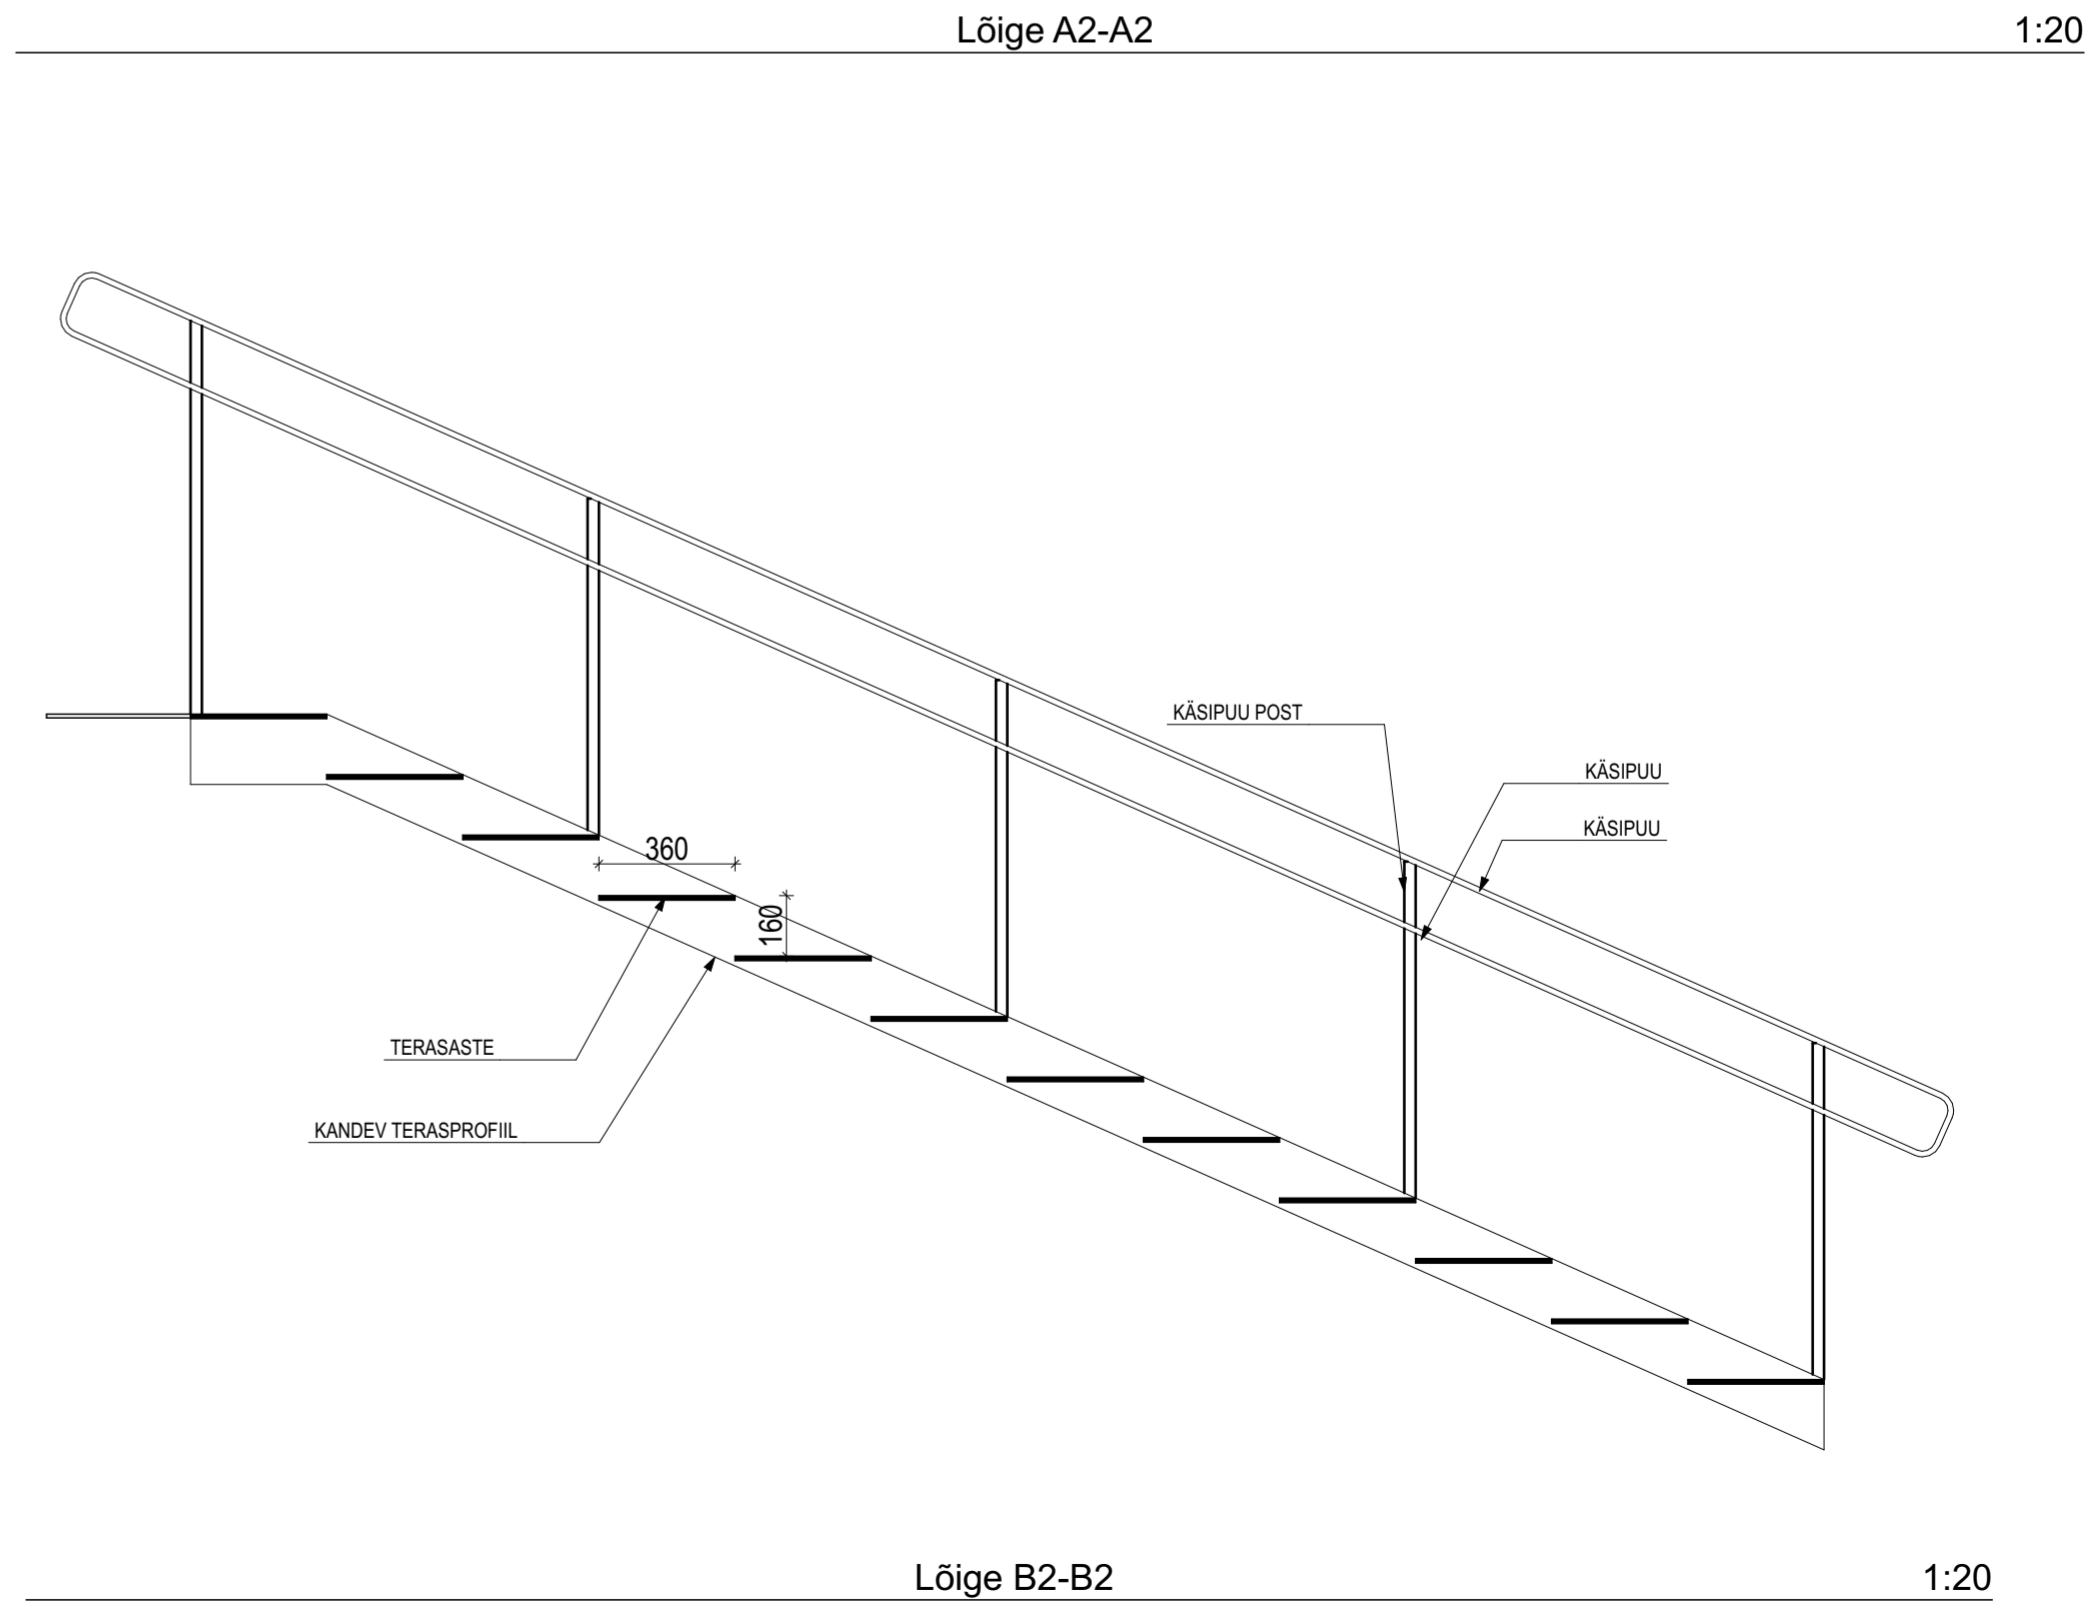 Lõige A2-A2 1:20
KÄSIPUU POST
KÄSIPUU
KÄSIPUU
360
160
TERASASTE
KANDEV TERASPROFIIL
Lõige B2-B2 1:20